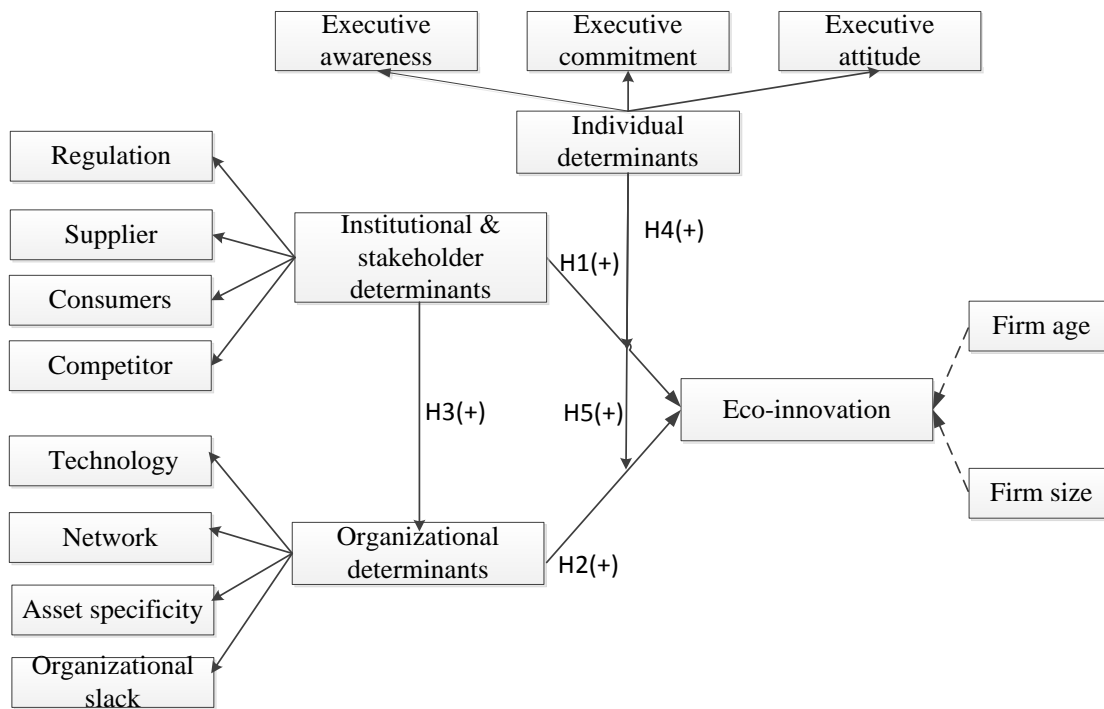 Executive
awareness
Executive
commitment
Executive
attitude
Individual
determinants
Regulation
Supplier
Consumers
Competitor
Institutional &
stakeholder
determinants
H4(+)
H1(+)
Firm age
H3(+)
H5(+)
Eco-innovation
Technology
Network
Asset specificity
Organizational
slack
Organizational
determinants
H2(+)
Firm size